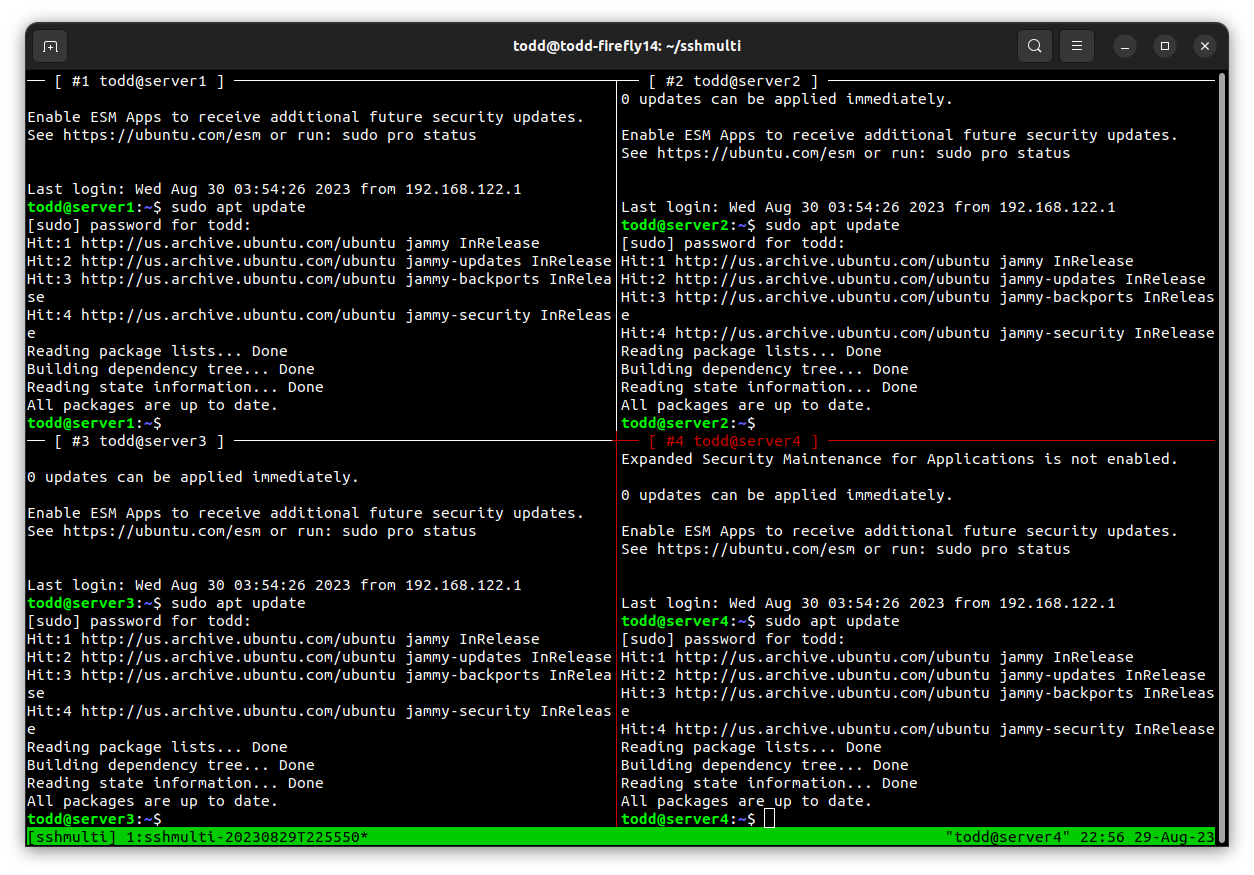 todd@todd-firefly14: ~/sshmulti
[ #1 todd@server1 ]
Enable ESM Apps to receive additional future security updates.
See https://ubuntu.com/esm or run: sudo pro status
Last login: Wed Aug 30 03:54:26 2023 from 192.168.122.1
todd@server1:~$ sudo apt update
[sudo] password for todd:
Hit:1 http://us.archive.ubuntu.com/ubuntu jammy InRelease
Hit:2 http://us.archive.ubuntu.com/ubuntu jammy-updates InRelease
Hit:3 http://us.archive.ubuntu.com/ubuntu jammy-backports InRelea
se
Hit:4 http://us.archive.ubuntu.com/ubuntu jammy-security InReleas
e
Reading package lists... Done
Building dependency tree... Done
Reading state information... Done
All packages are up to date.
todd@server1:~$
[ #2 todd@server2 ]
0 updates can be applied immediately.
Enable ESM Apps to receive additional future security updates.
See https://ubuntu.com/esm or run: sudo pro status
Last login: Wed Aug 30 03:54:26 2023 from 192.168.122.1
todd@server2:~$ sudo apt update
[sudo] password for todd:
Hit:1 http://us.archive.ubuntu.com/ubuntu jammy InRelease
Hit:2 http://us.archive.ubuntu.com/ubuntu jammy-updates InRelease
Hit:3 http://us.archive.ubuntu.com/ubuntu jammy-backports InReleas
e
Hit:4 http://us.archive.ubuntu.com/ubuntu jammy-security InRelease
Reading package lists... Done
Building dependency tree... Done
Reading state information... Done
All packages are up to date.
todd@server2:~$
[ #3 todd@server3 ]
0 updates can be applied immediately.
Enable ESM Apps to receive additional future security updates.
See https://ubuntu.com/esm or run: sudo pro status
Last login: Wed Aug 30 03:54:26 2023 from 192.168.122.1
todd@server3:~$ sudo apt update
[sudo] password for todd:
Hit:1 http://us.archive.ubuntu.com/ubuntu jammy InRelease
Hit:2 http://us.archive.ubuntu.com/ubuntu jammy-updates InRelease
Hit:3 http://us.archive.ubuntu.com/ubuntu jammy-backports InRelea
se
Hit:4 http://us.archive.ubuntu.com/ubuntu jammy-security InReleas
e
Reading package lists... Done
Building dependency tree... Done
Reading state information... Done
All packages are up to date.
todd@server3:~$
[ #4 todd@server4 ]
Expanded Security Maintenance for Applications is not enabled.
0 updates can be applied immediately.
Enable ESM Apps to receive additional future security updates.
See https://ubuntu.com/esm or run: sudo pro status
Last login: Wed Aug 30 03:54:26 2023 from 192.168.122.1
todd@server4:~$ sudo apt update
[sudo] password for todd:
Hit:1 http://us.archive.ubuntu.com/ubuntu jammy InRelease
Hit:2 http://us.archive.ubuntu.com/ubuntu jammy-updates InRelease
Hit:3 http://us.archive.ubuntu.com/ubuntu jammy-backports InReleas
e
Hit:4 http://us.archive.ubuntu.com/ubuntu jammy-security InRelease
Reading package lists... Done
Building dependency tree... Done
Reading state information... Done
All packages are up to date.
todd@server4:~$
[sshmulti] 1:sshmulti-20230829T225550* "todd@server4" 22:56 29-Aug-23